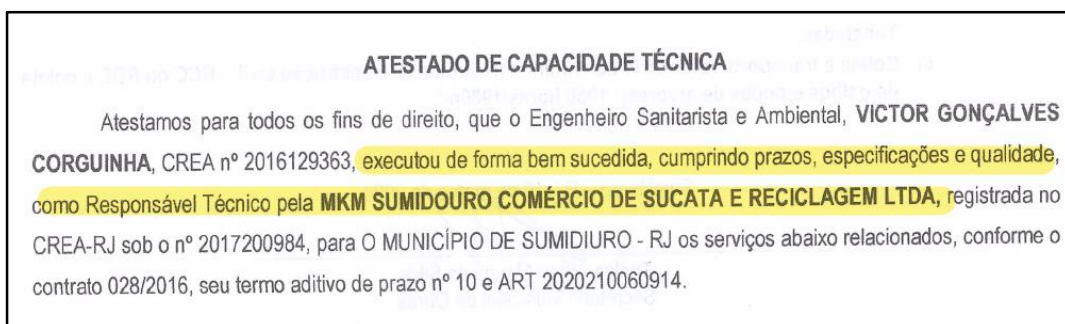 ATESTADO DE CAPACIDADE TÉCNICA
Atestamos para todos os fins de direito, que o Engenheiro Sanitarista e Ambiental, VICTOR GONÇALVES
CORGUINHA, CREA nº 2016129363, executou de forma bem sucedida, cumprindo prazos, especificações e qualidade,
como Responsável Técnico pela MKM SUMIDOURO COMÉRCIO DE SUCATA E RECICLAGEM LTDA, registrada no
CREA-RJ sob o nº 2017200984, para O MUNICÍPIO DE SUMIDIURO - RJ os serviços abaixo relacionados, conforme o
contrato 028/2016, seu termo aditivo de prazo nº 10 e ART 2020210060914.